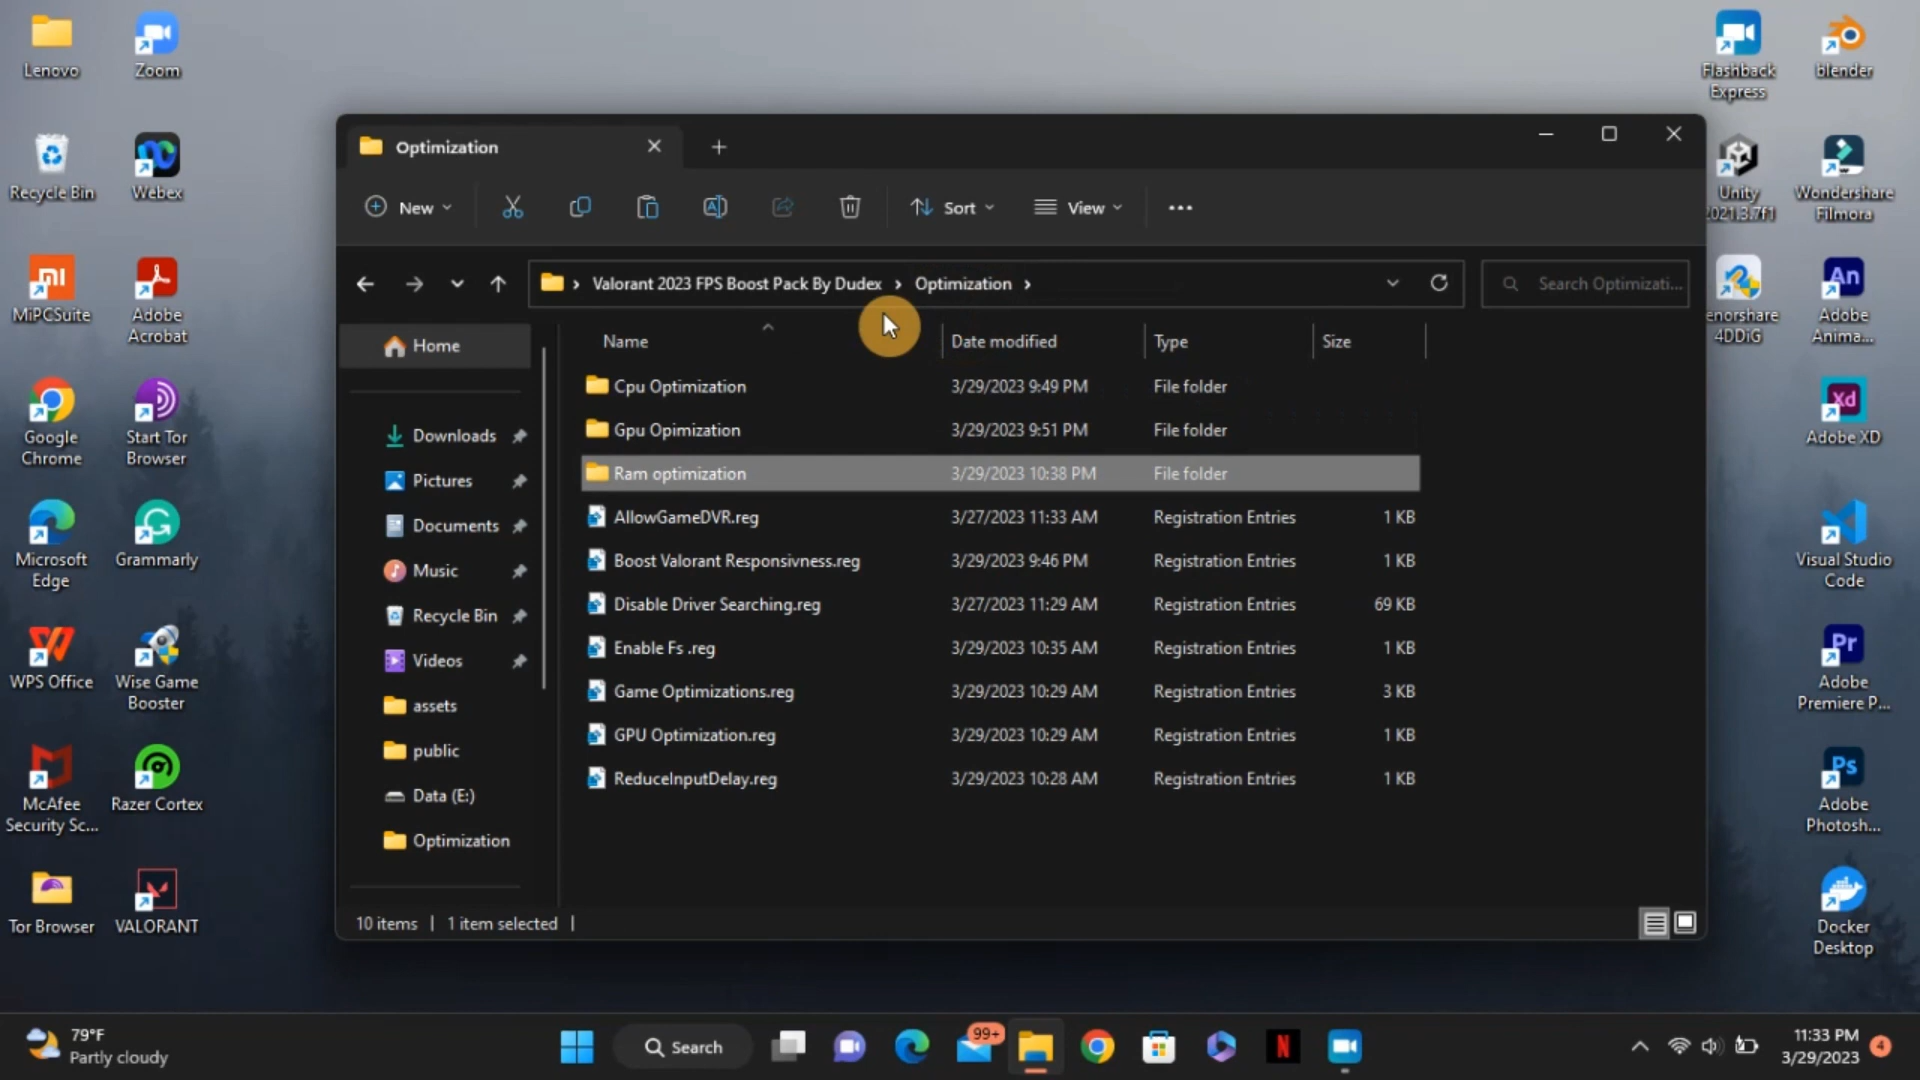 Lenovo
Zoom
Recycle Bin
Webex
MiPCSuite
Adobe
Acrobat
Google
Chrome
Start Tor
Browser
Microsoft
Edge
Grammarly
WPS Office
Wise Game
Booster
McAfee
Security Sc...
Razer Cortex
Tor Browser
VALORANT
Optimization
New
Sort
View
Valorant 2023 FPS Boost Pack By Dudex
Optimization
Search Optimizati...
Home
Downloads
Pictures
Documents
Music
Recycle Bin
Videos
assets
public
Data (E:)
Optimization
Name Date modified Type Size
Cpu Optimization 3/29/2023 9:49 PM File folder
Gpu Opimization 3/29/2023 9:51 PM File folder
Ram optimization 3/29/2023 10:38 PM File folder
AllowGameDVR.reg 3/27/2023 11:33 AM Registration Entries 1 KB
Boost Valorant Responsivness.reg 3/29/2023 9:46 PM Registration Entries 1 KB
Disable Driver Searching.reg 3/27/2023 11:29 AM Registration Entries 69 KB
Enable Fs .reg 3/29/2023 10:35 AM Registration Entries 1 KB
Game Optimizations.reg 3/29/2023 10:29 AM Registration Entries 3 KB
GPU Optimization.reg 3/29/2023 10:29 AM Registration Entries 1 KB
ReduceInputDelay.reg 3/29/2023 10:28 AM Registration Entries 1 KB
10 items 1 item selected
Flashback
Express
blender
Unity
2021.3.7f1
Wondershare
Filmora
enorshare
4DDiG
An
Adobe
Anima...
Xd
Adobe XD
Visual Studio
Code
Pr
Adobe
Premiere P...
Ps
Adobe
Photosh...
Docker
Desktop
79°F
Partly cloudy
Search
99+
N
11:33 PM
3/29/2023
4